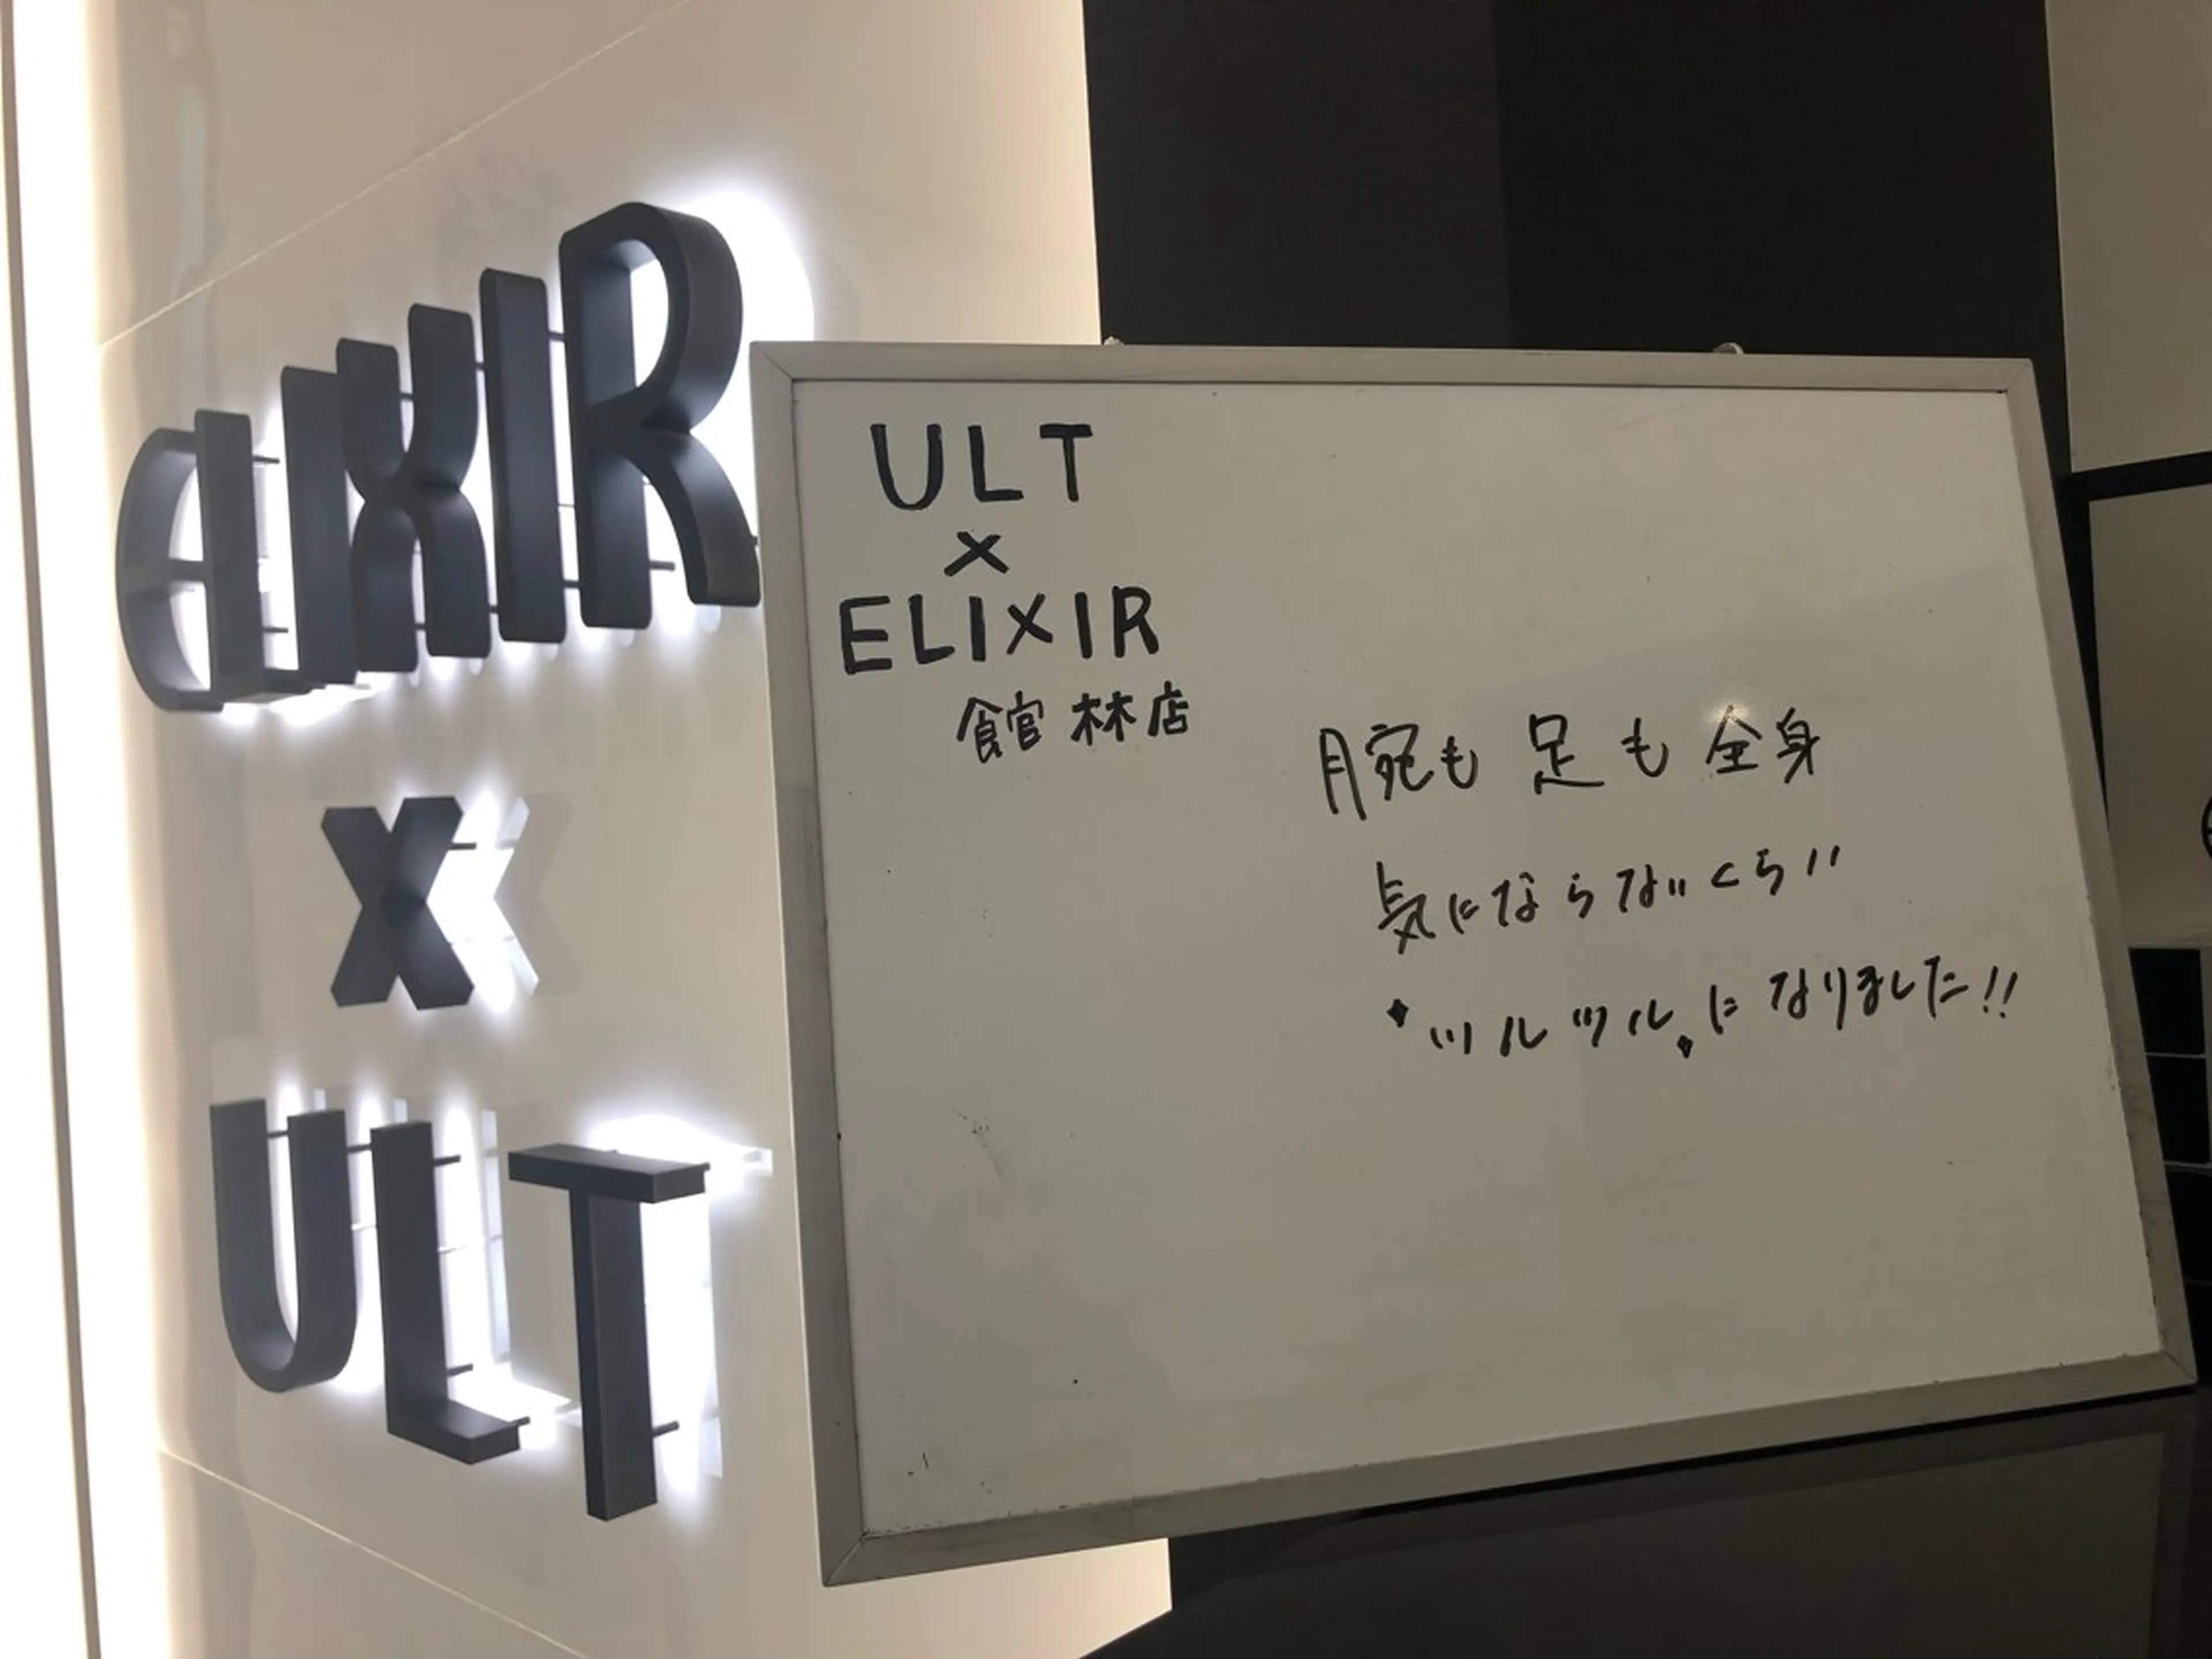 ELIXIR
X
ULT
ULT
×
ELIXIR
館林店
腕も足も全身
気にならないくらい
ツルツルになりました!!